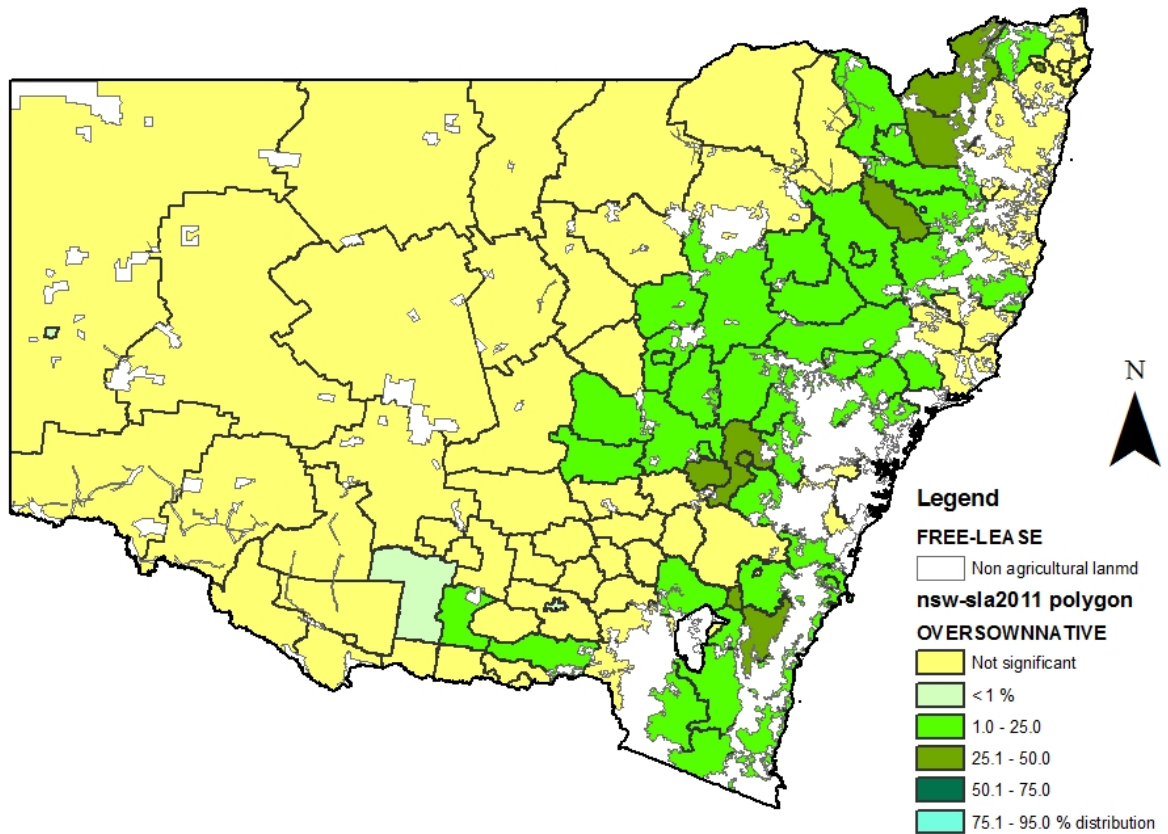 N
Legend
FREE-LEASE
Non agricultural lanmd
nsw-sla2011 polygon
OVERSOWNNATIVE
Not significant
< 1 %
1.0 - 25.0
25.1 - 50.0
50.1 - 75.0
75.1 - 95.0 % distribution